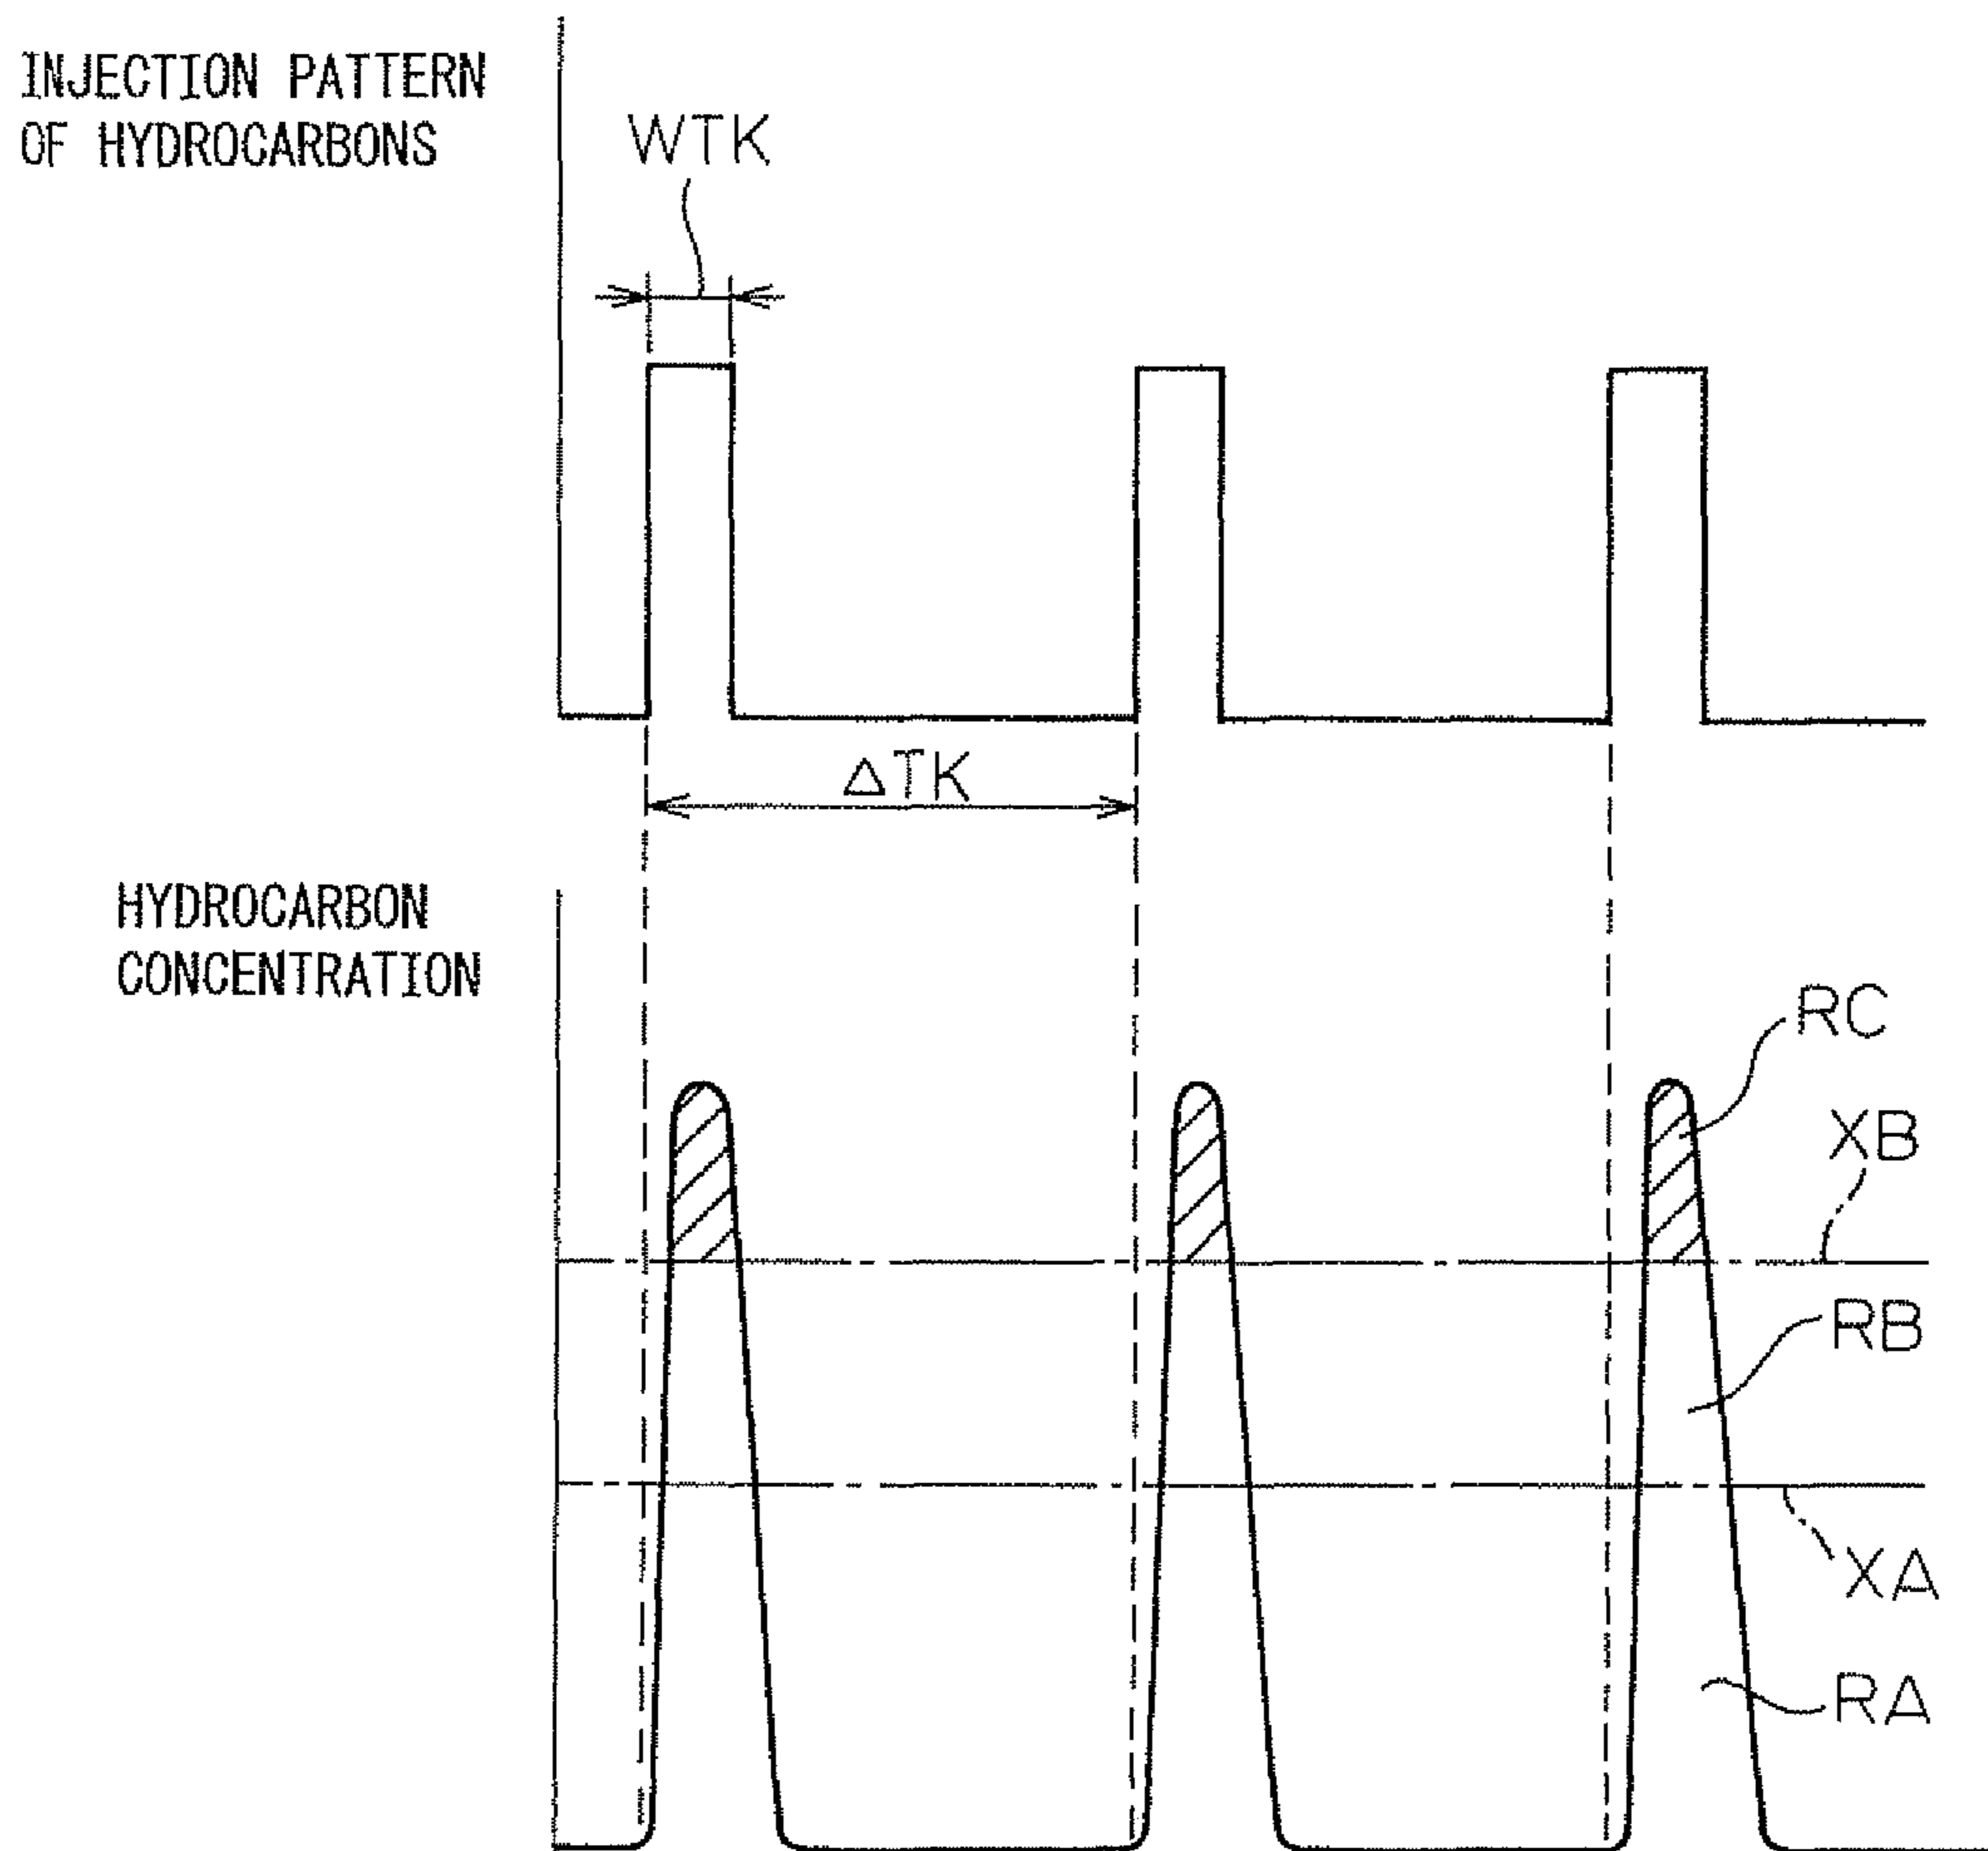 INJECTION PATTERN
OF HYDROCARBONS
WTK
ΔTK
HYDROCARBON
CONCENTRATION
RC
XB
RB
XA
RA